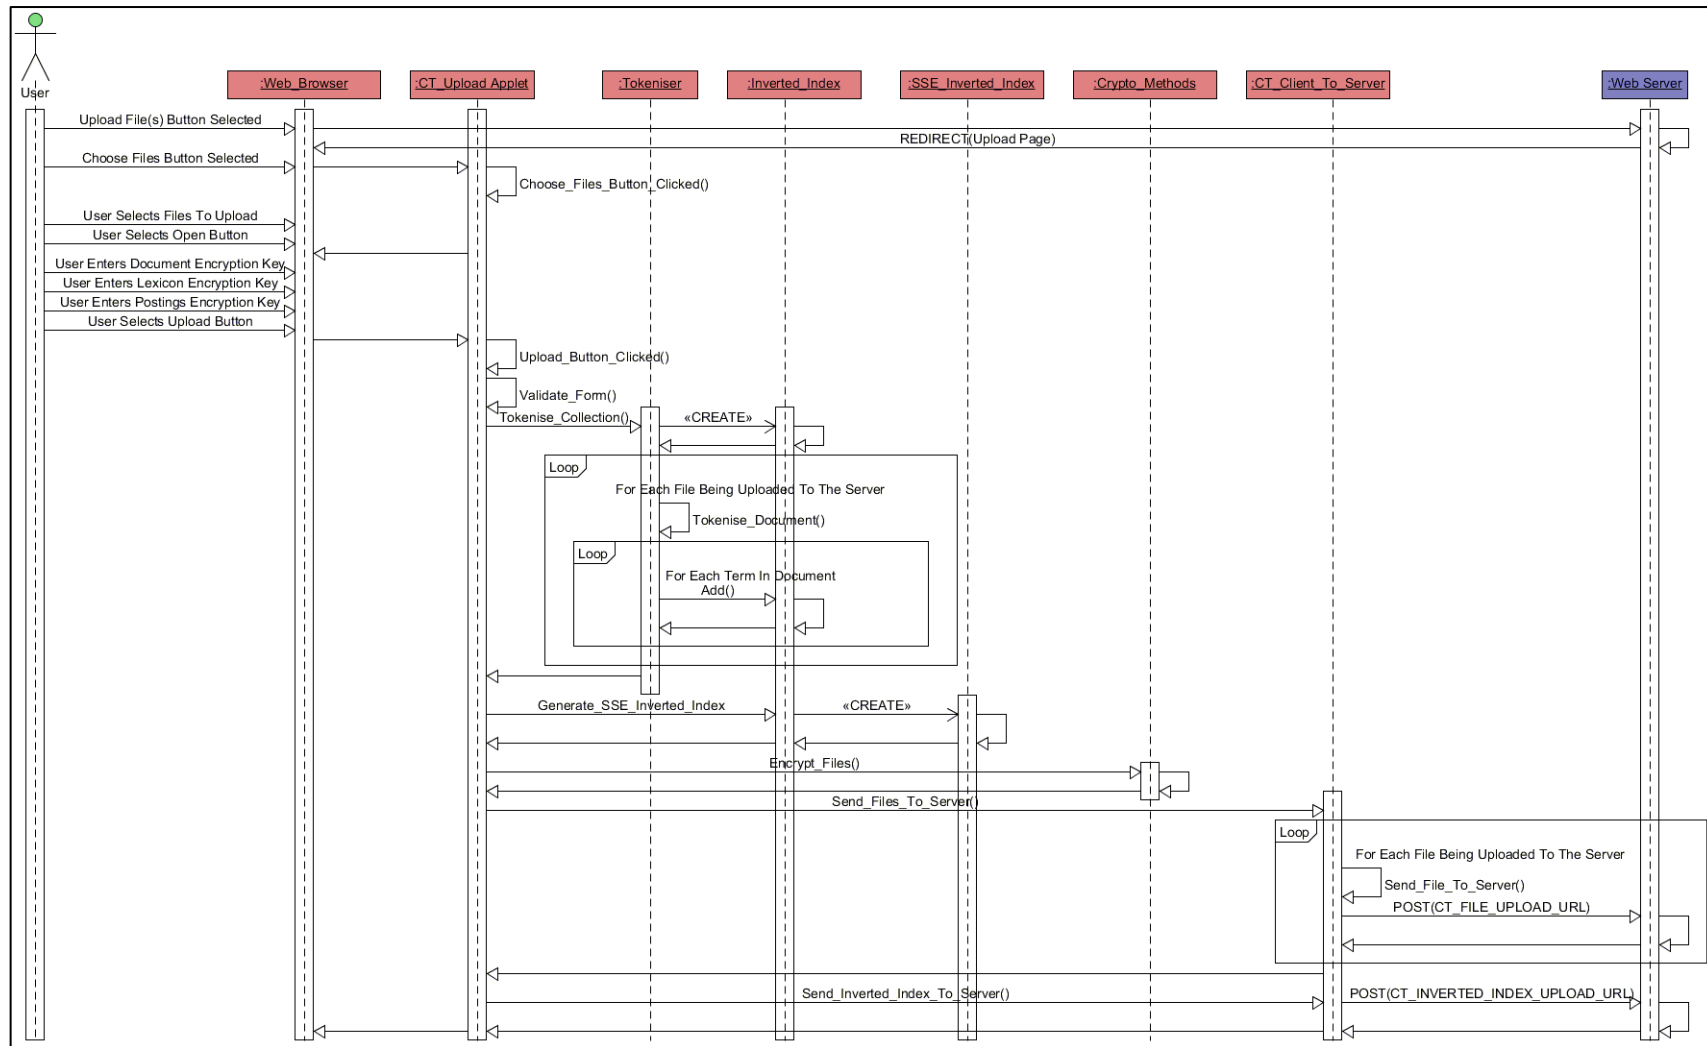 User
:Web_Browser
:CT_Upload Applet
:Tokeniser
:Inverted_Index
:SSE_Inverted_Index
:Crypto_Methods
:CT_Client_To_Server
:Web Server
Upload File(s) Button Selected
REDIRECT(Upload Page)
Choose Files Button Selected
Choose_Files_Button_Clicked()
User Selects Files To Upload
User Selects Open Button
User Enters Document Encryption Key
User Enters Lexicon Encryption Key
User Enters Postings Encryption Key
User Selects Upload Button
Upload_Button_Clicked()
Validate_Form()
Tokenise_Collection()
«CREATE»
Loop
For Each File Being Uploaded To The Server
Tokenise_Document()
Loop
For Each Term In Document
Add()
Generate_SSE_Inverted_Index
«CREATE»
Encrypt_Files()
Send_Files_To_Server()
Loop
For Each File Being Uploaded To The Server
Send_File_To_Server()
POST(CT_FILE_UPLOAD_URL)
Send_Inverted_Index_To_Server()
POST(CT_INVERTED_INDEX_UPLOAD_URL)